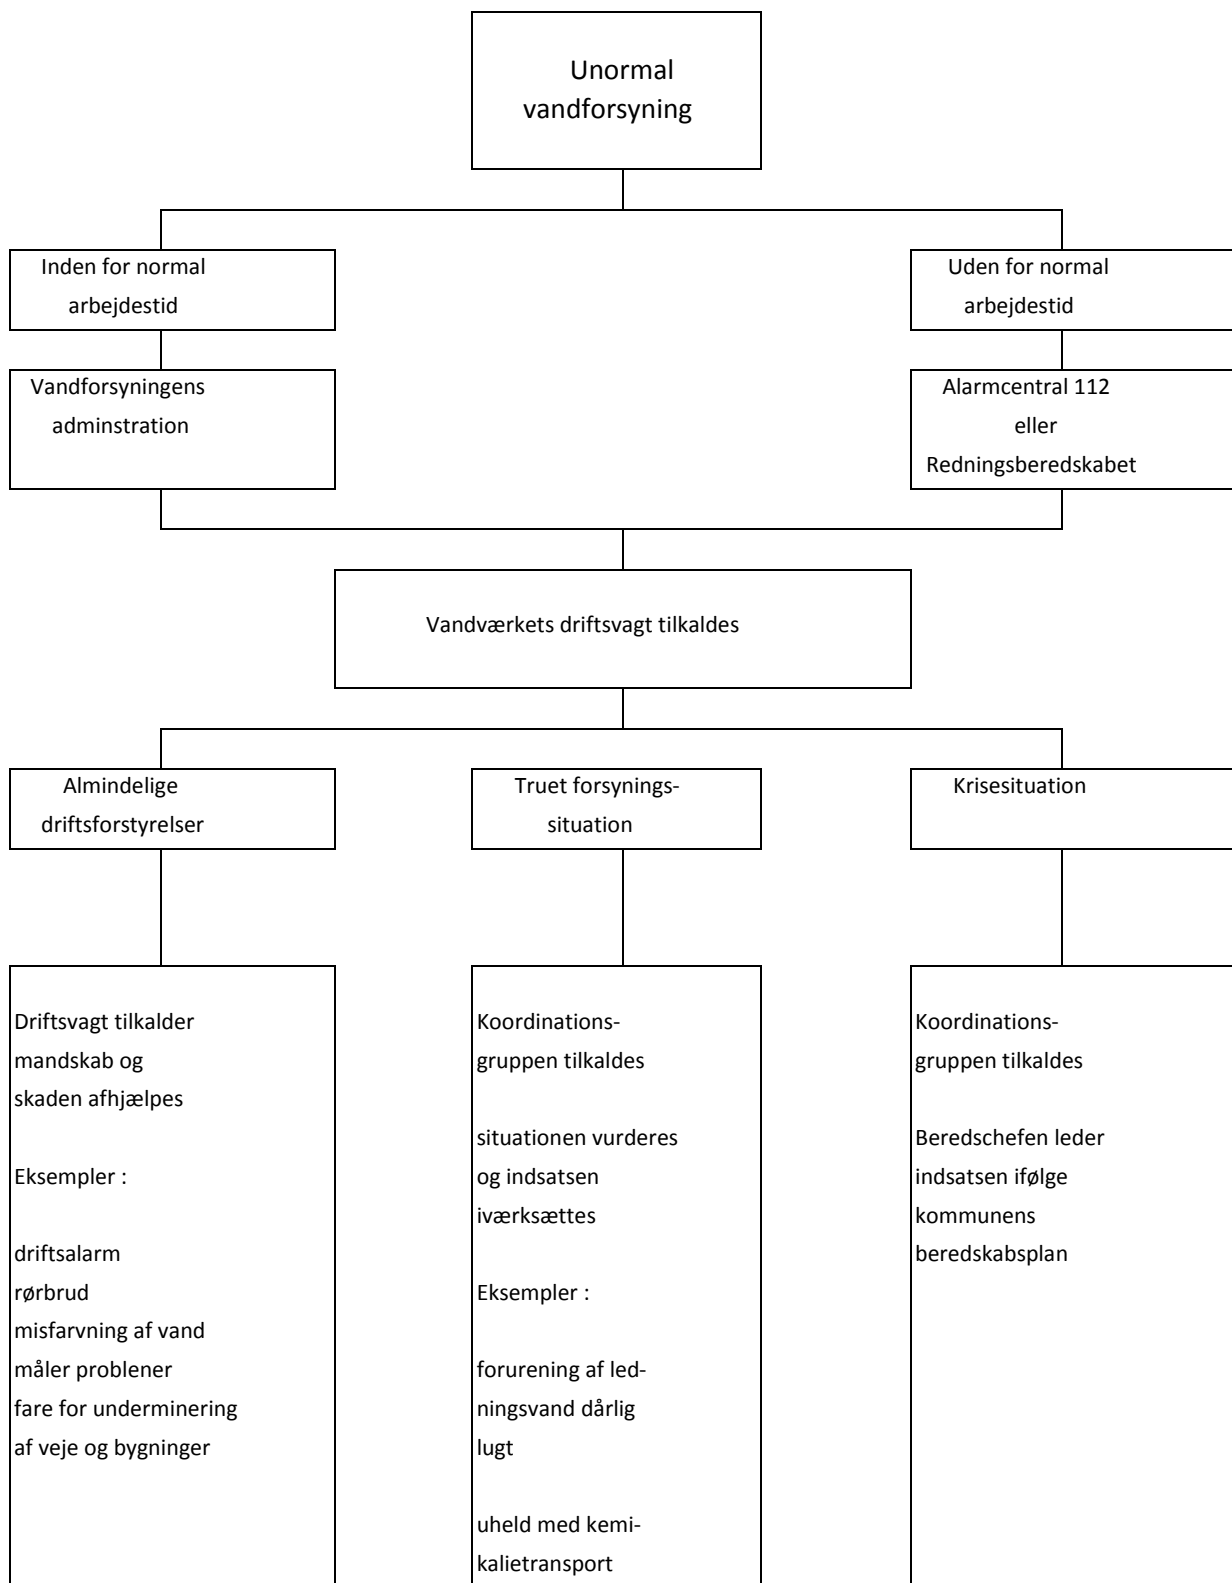 Unormal
vandforsyning
Inden for normal
arbejdestid
Uden for normal
arbejdestid
Vandforsyningens
adminstration
Alarmcentral 112
eller
Redningsberedskabet
Vandværkets driftsvagt tilkaldes
Almindelige
driftsforstyrelser
Truet forsynings-
situation
Krisesituation
Driftsvagt tilkalder
mandskab og
skaden afhjælpes
Eksempler :
driftsalarm
rørbrud
misfarvning af vand
måler problener
fare for underminering
af veje og bygninger
Koordinations-
gruppen tilkaldes
situationen vurderes
og indsatsen
iværksættes
Eksempler :
forurening af led-
ningsvand dårlig
lugt
uheld med kemi-
kalietransport
Koordinations-
gruppen tilkaldes
Beredschefen leder
indsatsen ifølge
kommunens
beredskabsplan